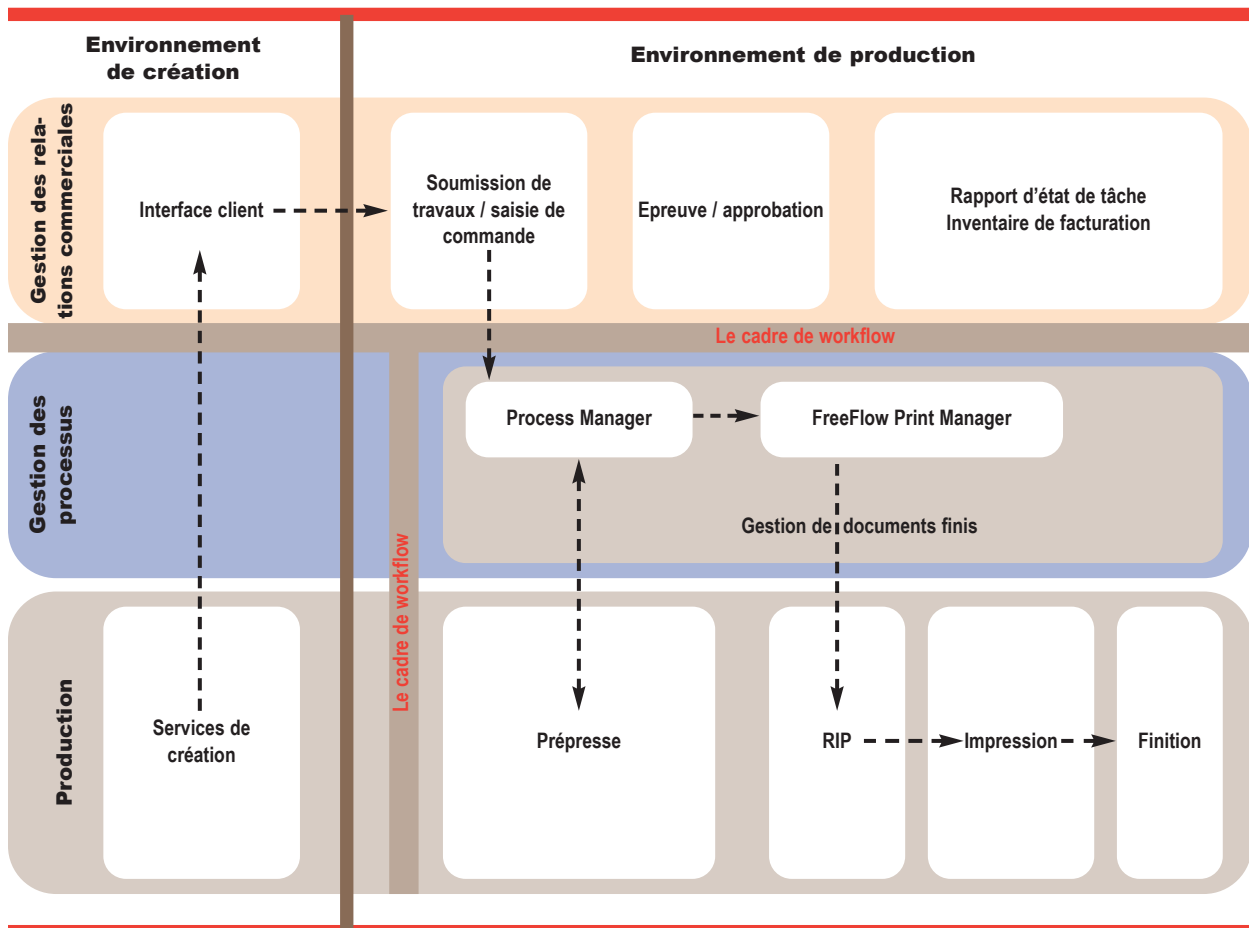 Environnement
de création
Environnement de production
Gestion des rela-
tions commerciales
Interface client
Soumission de
travaux / saisie de
commande
Epreuve / approbation
Rapport d’état de tâche
Inventaire de facturation
Le cadre de workflow
Gestion des
processus
Process Manager
FreeFlow Print Manager
Gestion de documents finis
Le cadre de workflow
Production
Services de
création
Prépresse
RIP
Impression
Finition